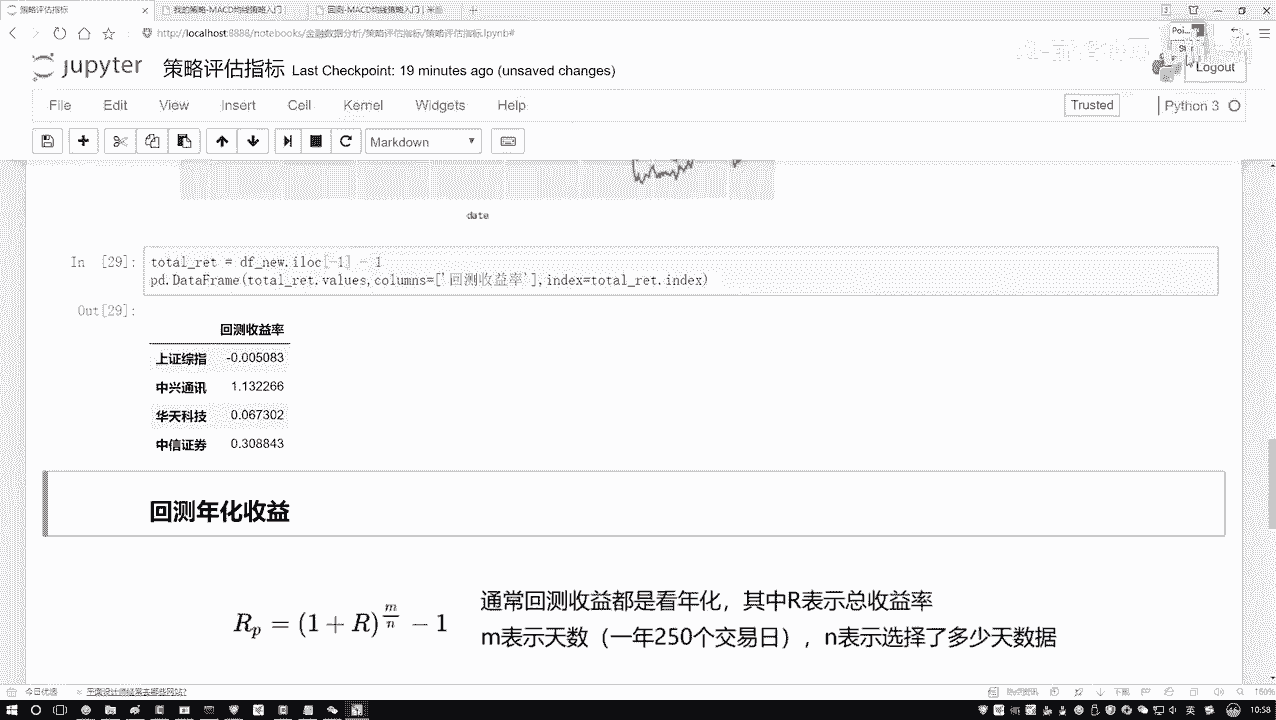 策略评估指标
我的策略-MACD均线策略入门
回测-MACD均线策略入门 | 米筐
http://localhost:8888/notebooks/金融数据分析/策略评估指标/策略评估指标.ipynb#
jupyter 策略评估指标 Last Checkpoint: 19 minutes ago (unsaved changes)
Logout
File Edit View Insert Cell Kernel Widgets Help
Trusted
Python 3
Markdown
date
In [29]: total_ret = df_new.iloc[-1] - 1
pd.DataFrame(total_ret.values,columns=['回测收益率'],index=total_ret.index)
Out[29]:
回测收益率
上证综指 -0.005083
中兴通讯 1.132266
华天科技 0.067302
中信证券 0.308843
回测年化收益
R_p = (1 + R)^{m/n} − 1
通常回测收益都是看年化，其中R表示总收益率
m表示天数（一年250个交易日），n表示选择了多少天数据
今日优选
下载
150%
英
10:58